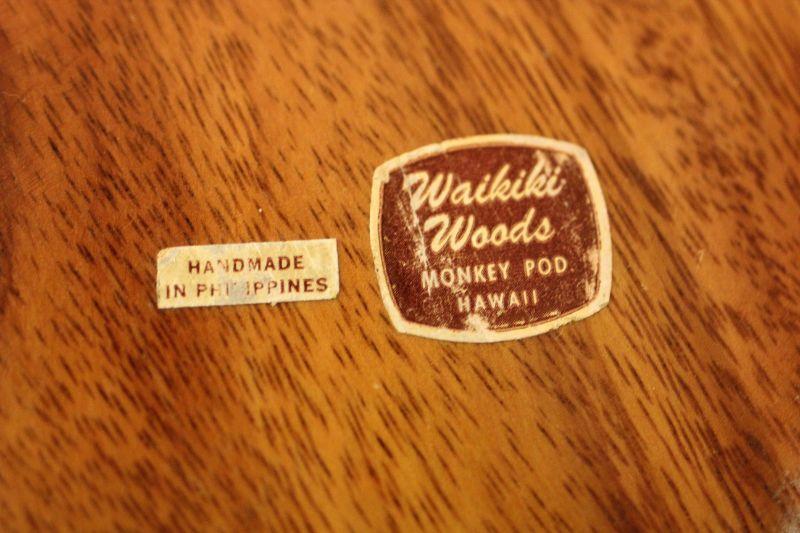 HANDMADE
IN PHILIPPINES
Waikiki
Woods
MONKEY POD
HAWAII